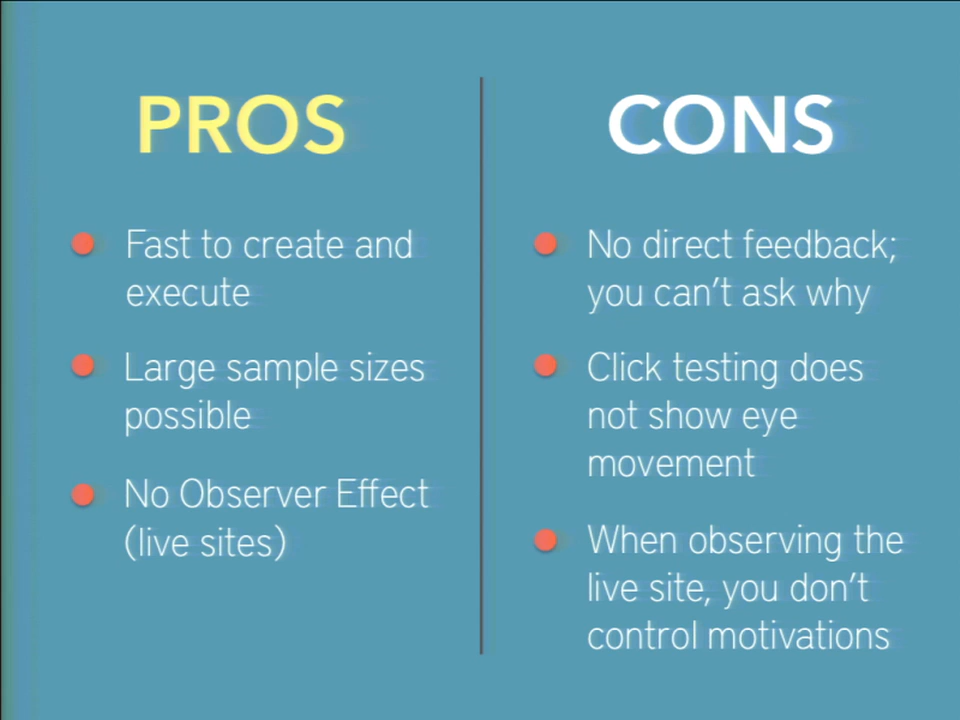 PROS
Fast to create and
execute
Large sample sizes
possible
No Observer Effect
(live sites)
CONS
No direct feedback;
you can't ask why
Click testing does
not show eye
movement
When observing the
live site, you don't
control motivations